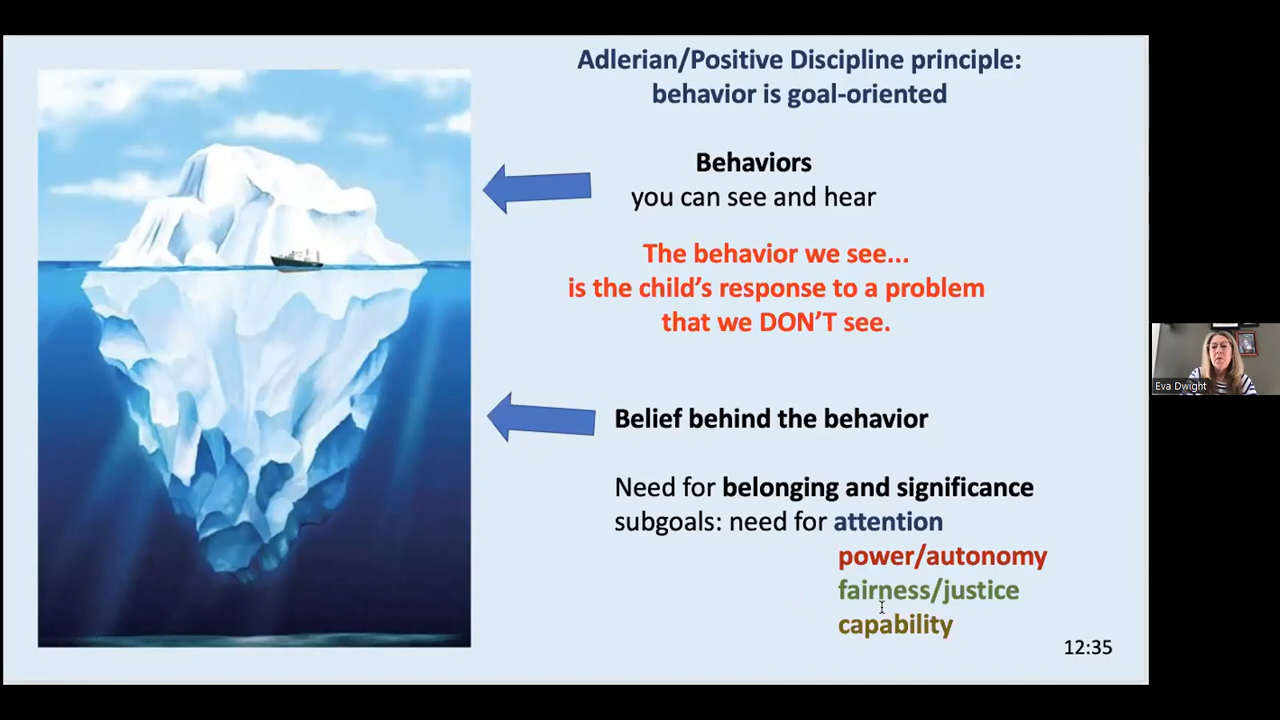 Adlerian/Positive Discipline principle:
behavior is goal-oriented
Behaviors
you can see and hear
The behavior we see...
is the child's response to a problem
that we DON'T see.
Belief behind the behavior
Need for belonging and significance
subgoals: need for attention
power/autonomy
fairness/justice
capability
12:35
Eva Dwight